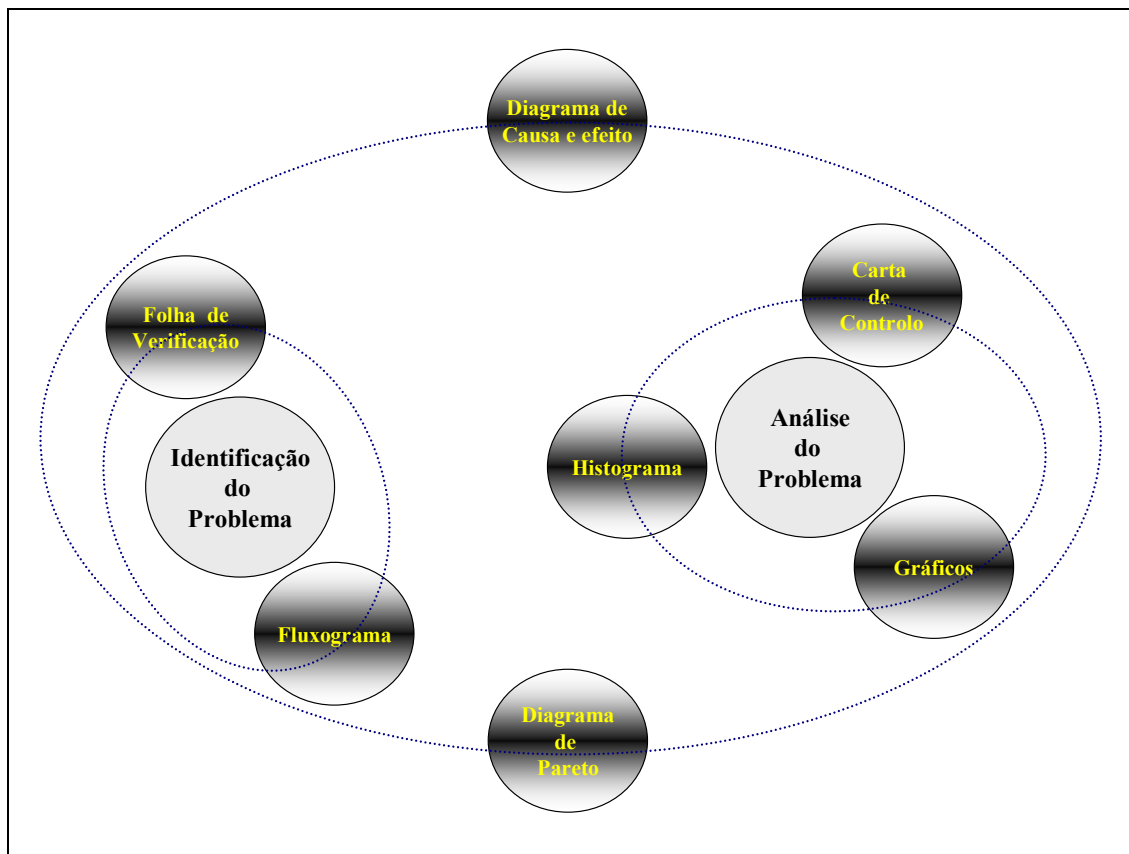 Diagrama de
Causa e efeito
Carta
de
Controlo
Folha de
Verificação
Análise
do
Problema
Identificação
do
Problema
Histograma
Gráficos
Fluxograma
Diagrama
de
Pareto